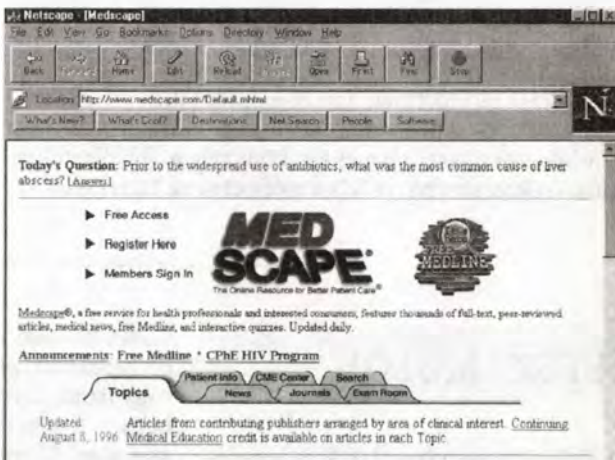 Netscape - [Medscape]
File Edit View Go Bookmarks Options Directory Window Help
Back Home Edit Reload Open Print Find Stop
Location: http://www.medscape.com/Default.mhtml
What's New? What's Cool? Destinations Net Search People Software
N
Today's Question: Prior to the widespread use of antibiotics, what was the most common cause of liver
abscess? [Answer]
Free Access
Register Here
Members Sign In
MED
SCAPE®
The Online Resource for Better Patient Care®
FREE
MEDLINE
Medscape®, a free service for health professionals and interested consumers, features thousands of full-text, peer-reviewed
articles, medical news, free Medline, and interactive quizzes. Updated daily.
Announcements: Free Medline * CPhE HIV Program
Patient Info CME Center Search
Topics News Journals Exam Room
Updated August 8, 1996
Articles from contributing publishers arranged by area of clinical interest. Continuing
Medical Education credit is available on articles in each Topic.